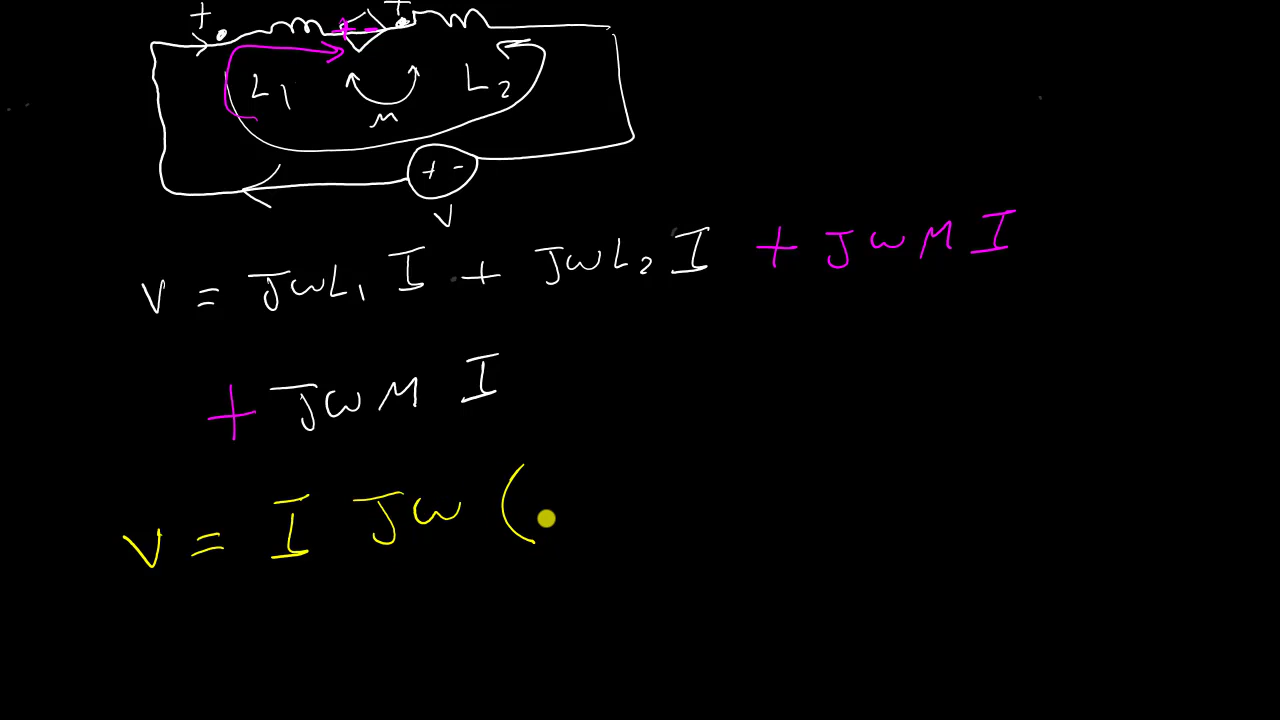 + +
+ -
L1 L2
M
+ -
V
V = JωL1 I + JωL2 I + JωM I
+ JωM I
V = I Jω (